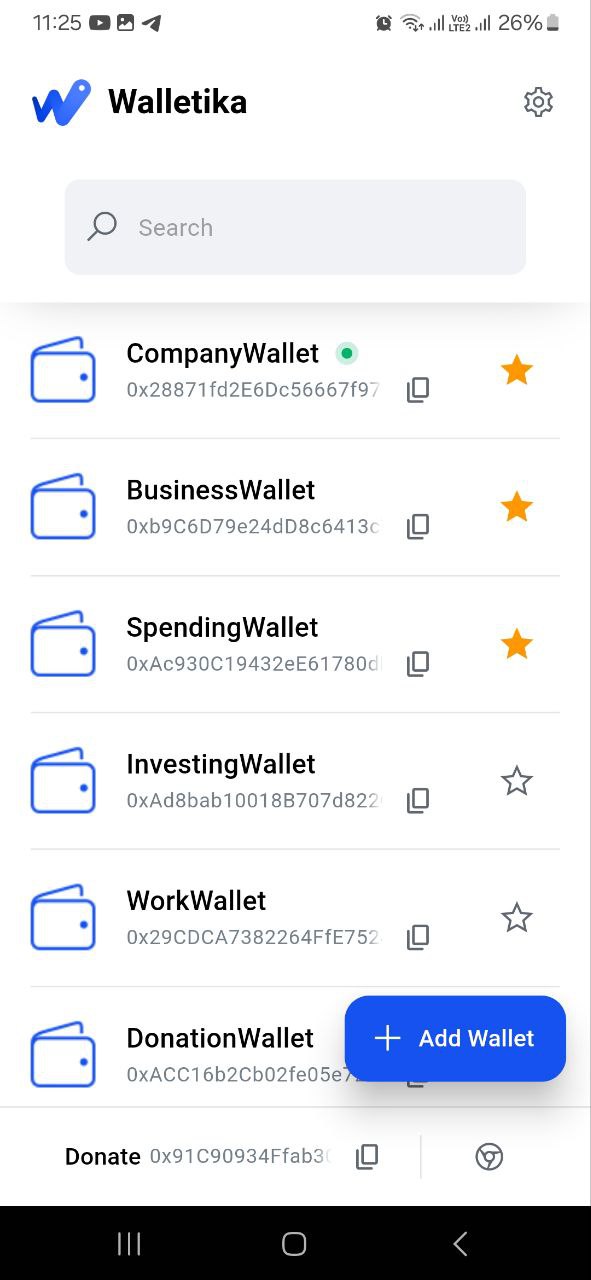 11:25 Vo)) LTE2 26%
Walletika
Search
CompanyWallet
0x28871fd2E6Dc56667f97
BusinessWallet
0xb9C6D79e24dD8c6413c
SpendingWallet
0xAc930C19432eE61780d
InvestingWallet
0xAd8bab10018B707d822
WorkWallet
0x29CDCA7382264FfE752
DonationWallet
0xACC16b2Cb02fe05e7
Add Wallet
Donate 0x91C90934Ffab30